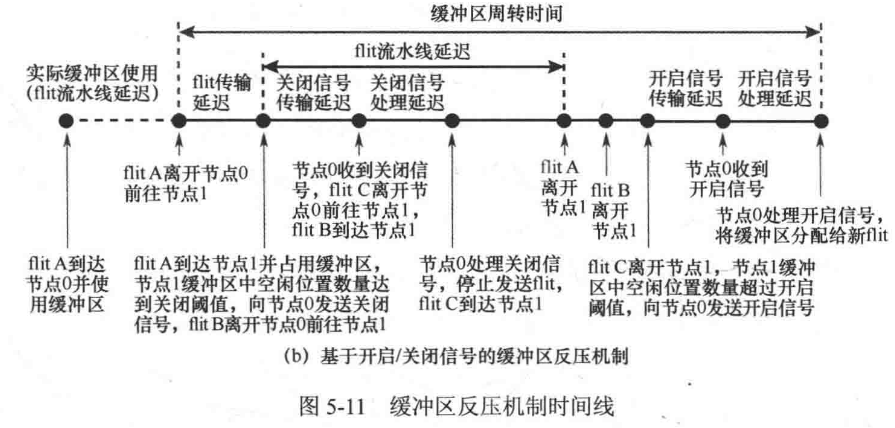 缓冲区周转时间
flit流水线延迟
实际缓冲区使用
(flit流水线延迟)
flit传输
延迟
关闭信号
传输延迟
关闭信号
处理延迟
开启信号
传输延迟
开启信号
处理延迟
flit A离开节点0
前往节点1
节点0收到关闭信
号，flit C离开节
点0前往节点1，
flit B到达节点1
flit A
离开
节点1
flit B
离开
节点1
节点0收到
开启信号
节点0处理开启信号，
将缓冲区分配给新flit
flit A到达
节点0并使
用缓冲区
flit A到达节点1并占用缓冲区，
节点1缓冲区中空闲位置数量达
到关闭阈值，向节点0发送关闭
信号，flit B离开节点0前往节点1
节点0处理关闭信
号，停止发送flit，
flit C到达节点1
flit C离开节点1，节点1缓冲
区中空闲位置数量超过开启
阈值，向节点0发送开启信号
(b) 基于开启/关闭信号的缓冲区反压机制
图 5-11 缓冲区反压机制时间线